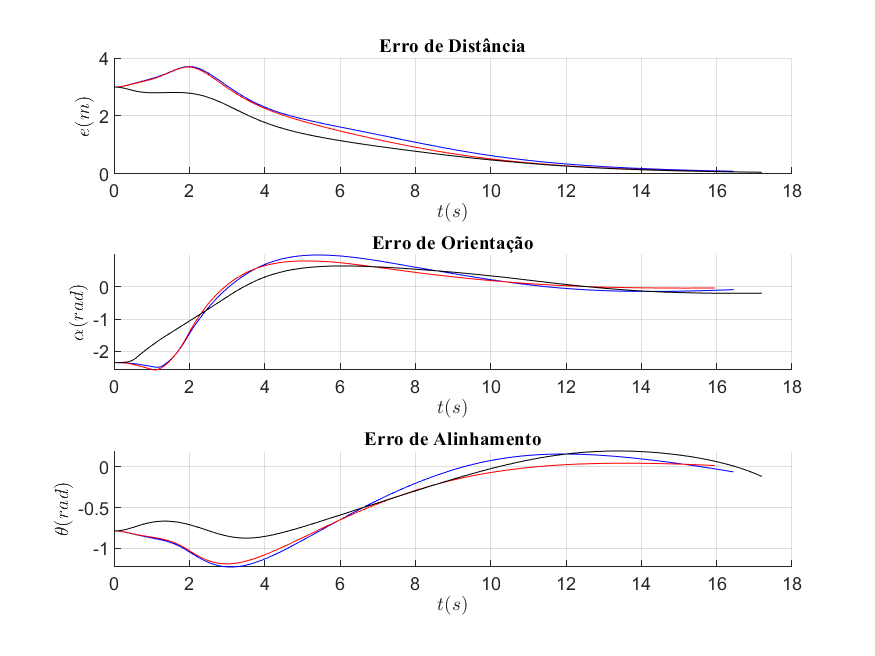 Erro de Distância
4
2
0
e(m)
0 2 4 6 8 10 12 14 16 18
t(s)
Erro de Orientação
0
-1
-2
α(rad)
0 2 4 6 8 10 12 14 16 18
t(s)
Erro de Alinhamento
0
-0.5
-1
θ(rad)
0 2 4 6 8 10 12 14 16 18
t(s)